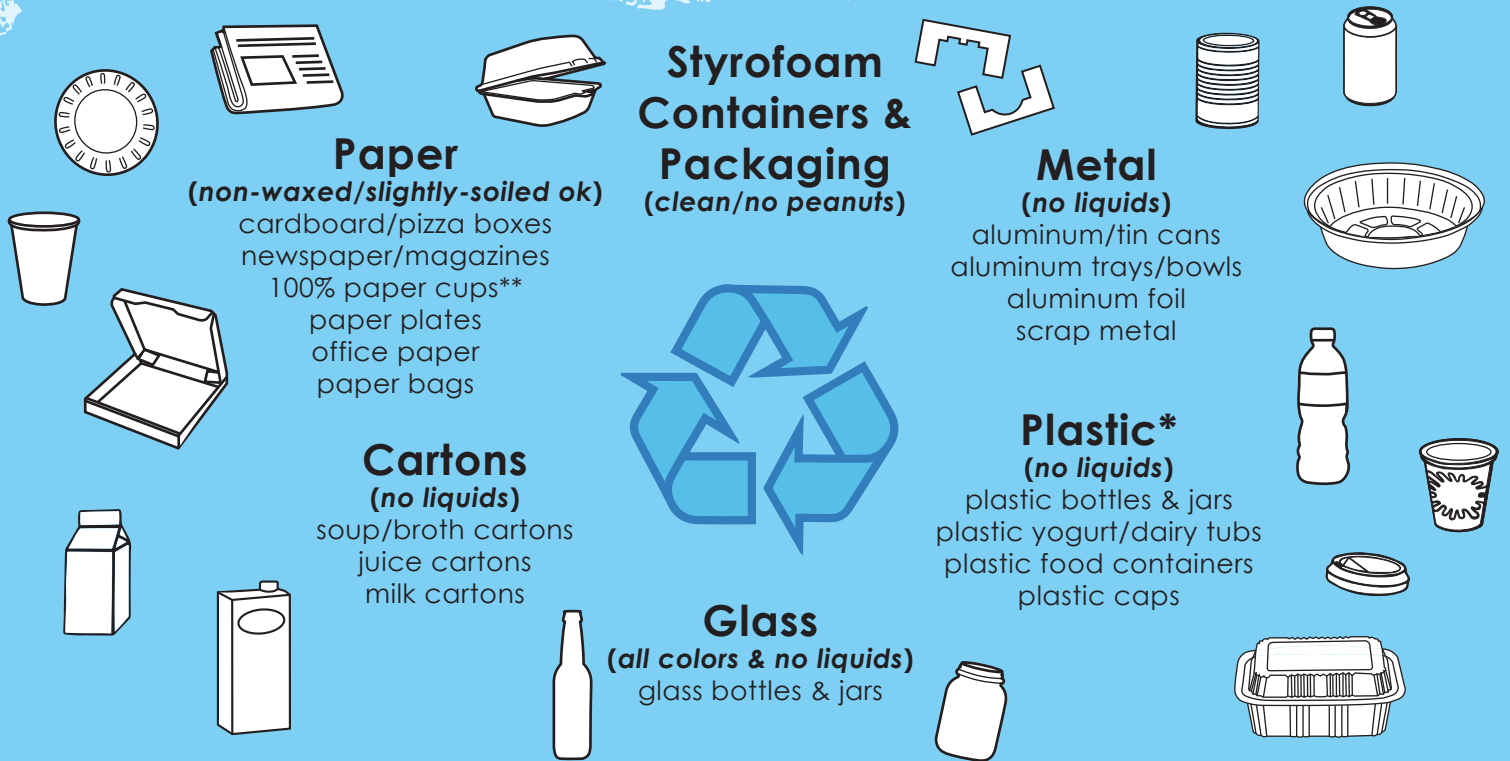 Styrofoam
Containers &
Packaging
(clean/no peanuts)
Paper
(non-waxed/slightly-soiled ok)
cardboard/pizza boxes
newspaper/magazines
100% paper cups**
paper plates
office paper
paper bags
Metal
(no liquids)
aluminum/tin cans
aluminum trays/bowls
aluminum foil
scrap metal
Cartons
(no liquids)
soup/broth cartons
juice cartons
milk cartons
Plastic*
(no liquids)
plastic bottles & jars
plastic yogurt/dairy tubs
plastic food containers
plastic caps
Glass
(all colors & no liquids)
glass bottles & jars